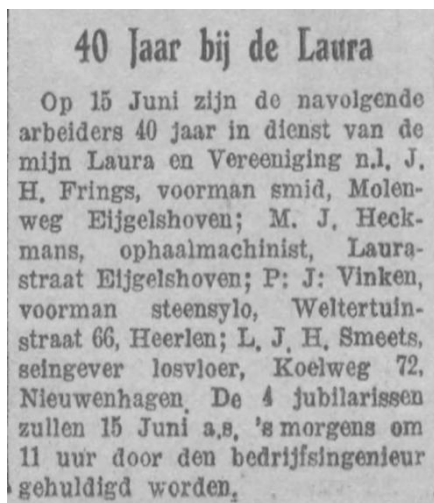 40 Jaar bij de Laura
Op 15 Juni zijn de navolgende
arbeiders 40 jaar in dienst van de
mijn Laura en Vereeniging n.l. J.
H. Frings, voorman smid, Molen-
weg Eijgelshoven; M. J. Heck-
mans, ophaalmachinist, Laura-
straat Eijgelshoven; P: J: Vinken,
voorman steensylo, Weltertuin-
straat 66, Heerlen; L. J. H. Smeets,
seingever losvloer, Koelweg 72,
Nieuwenhagen. De 4 jubilarissen
zullen 15 Juni a.s. 's morgens om
11 uur door den bedrijfsingenieur
gehuldigd worden.